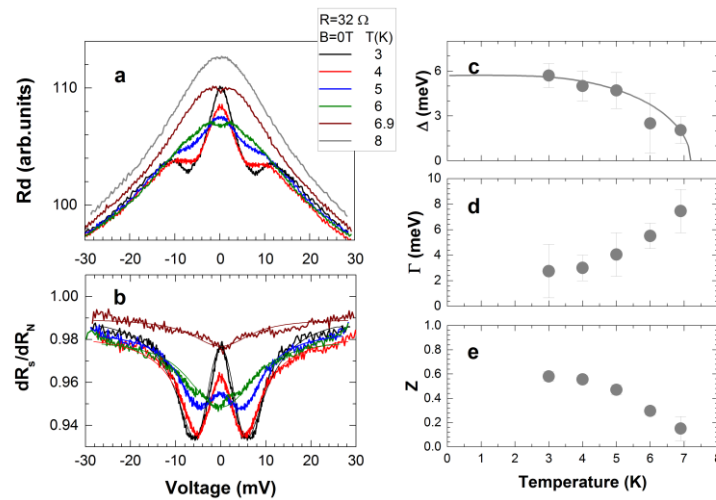 R=32 Ω
B=0T T(K)
3
4
5
6
6.9
8
a
110
100
Rd (arb.units)
-30 -20 -10 0 10 20 30
b
1.00
0.98
0.96
0.94
dRs/dRN
-30 -20 -10 0 10 20 30
Voltage (mV)
c
6
3
0
Δ (meV)
d
10
8
6
4
2
0
Γ (meV)
e
1.0
0.8
0.6
0.4
0.2
0.0
Z
0 1 2 3 4 5 6 7 8
Temperature (K)